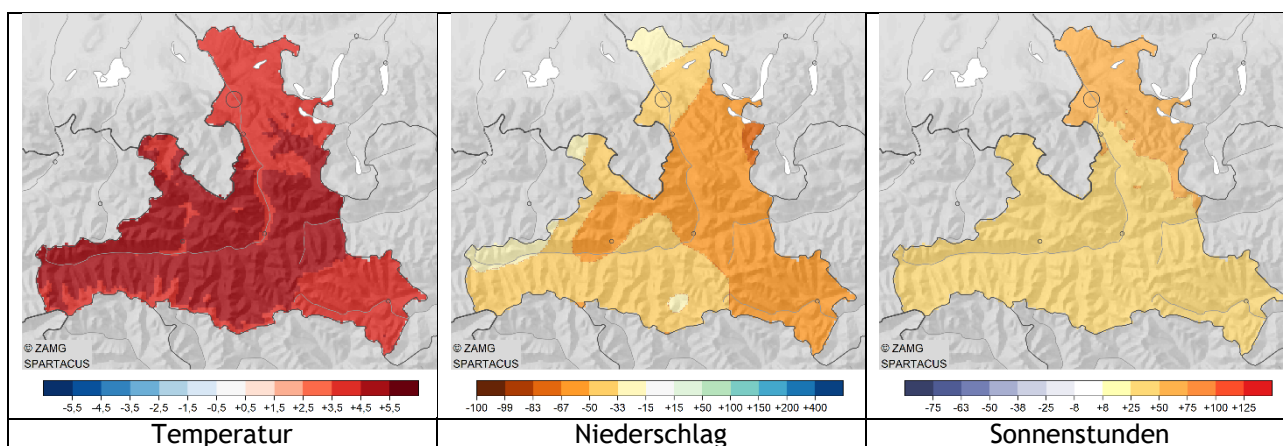 © ZAMG
SPARTACUS
-5,5 -4,5 -3,5 -2,5 -1,5 -0,5 +0,5 +1,5 +2,5 +3,5 +4,5 +5,5
Temperatur
© ZAMG
SPARTACUS
-100 -99 -83 -67 -50 -33 -15 +15 +50 +100 +150 +200 +400
Niederschlag
© ZAMG
SPARTACUS
-75 -63 -50 -38 -25 -8 +8 +25 +50 +75 +100 +125
Sonnenstunden